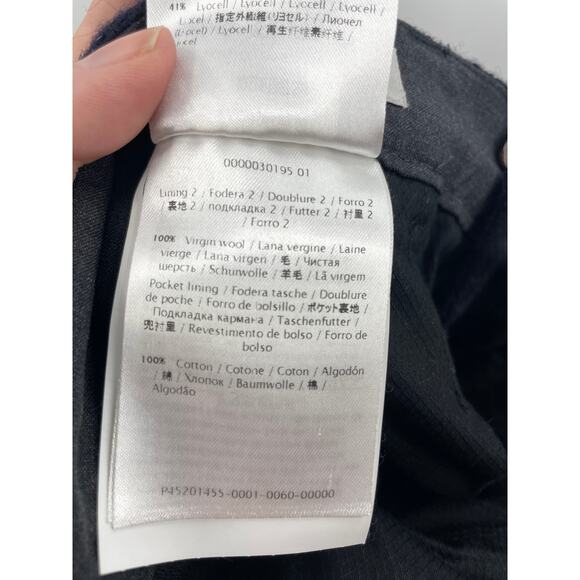 41% Lyocell / Lyocell / Lyocell /
Lyocell / 指定外繊維(リヨセル) / Лиочел
(Lyocel) / Lyocell / 再生纤维素纤维 /
Lyocel
0000030195 01
Lining 2 / Fodera 2 / Doublure 2 / Forro 2
/ 裏地 2 / подкладка 2 / Futter 2 / 衬里 2
/ Forro 2
100% Virgin wool / Lana vergine / Laine
vierge / Lana virgen / 毛 / Чистая
шерсть / Schurwolle / 羊毛 / Lã virgem
Pocket lining / Fodera tasche / Doublure
de poche / Forro de bolsillo / ポケット裏地 /
Подкладка кармана / Taschenfutter /
兜衬里 / Revestimento de bolso / Forro de
bolso
100% Cotton / Cotone / Coton / Algodón
/ 綿 / Хлопок / Baumwolle / 棉 /
Algodão
P45201455-0001-0060-00000